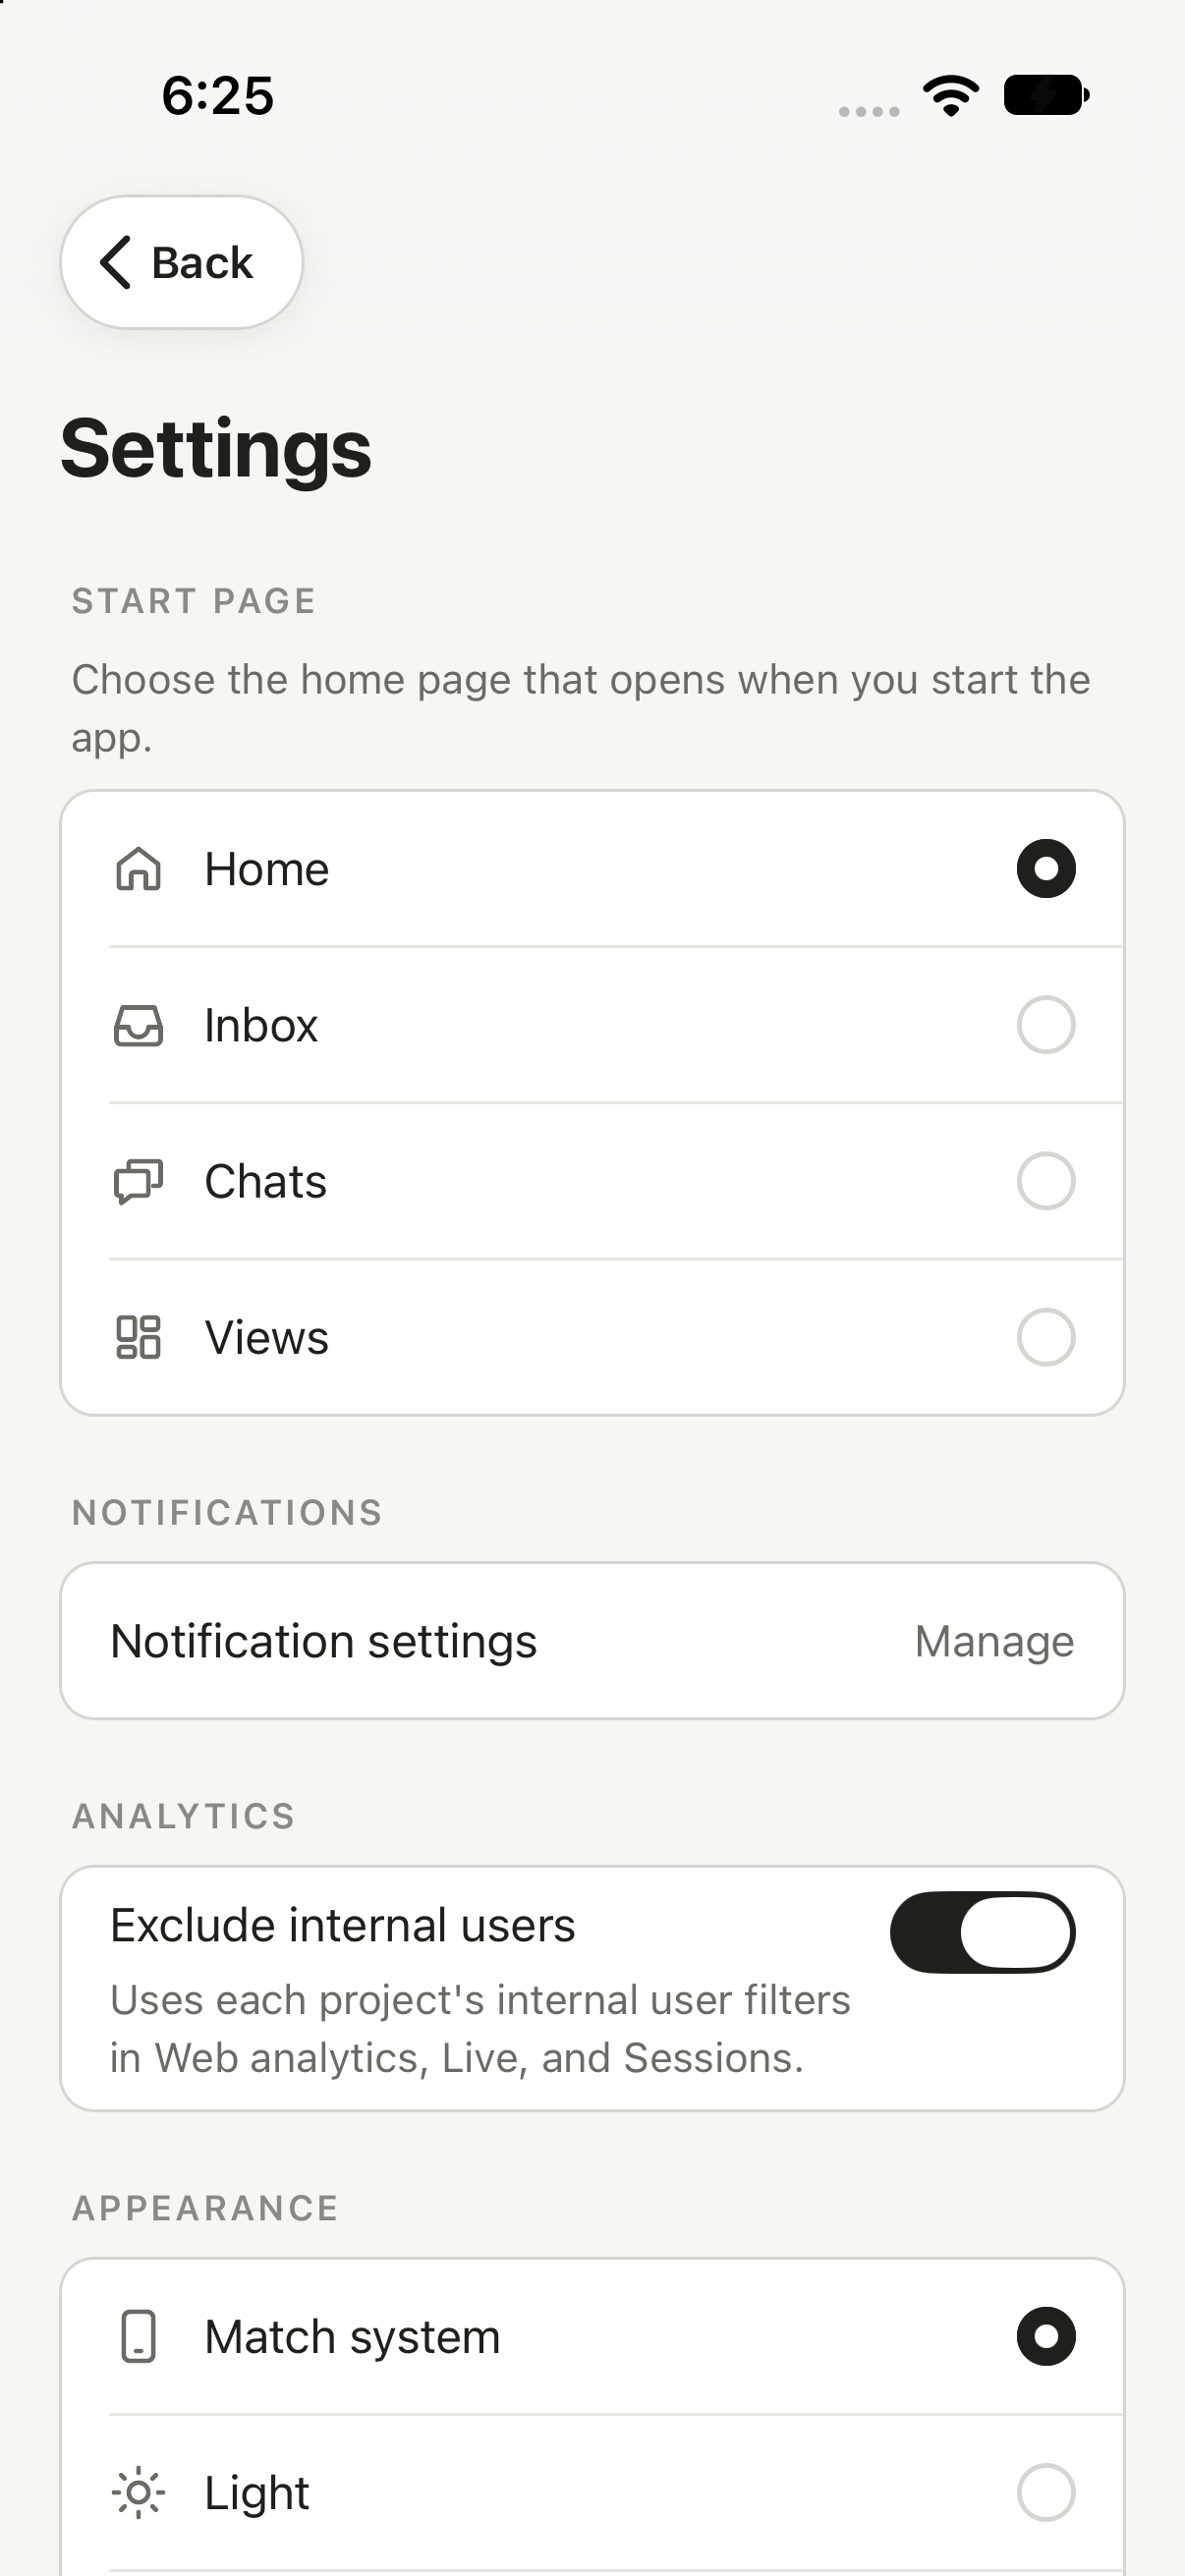 6:25
Back
Settings
START PAGE
Choose the home page that opens when you start the
app.
Home
Inbox
Chats
Views
NOTIFICATIONS
Notification settings
Manage
ANALYTICS
Exclude internal users
Uses each project's internal user filters
in Web analytics, Live, and Sessions.
APPEARANCE
Match system
Light